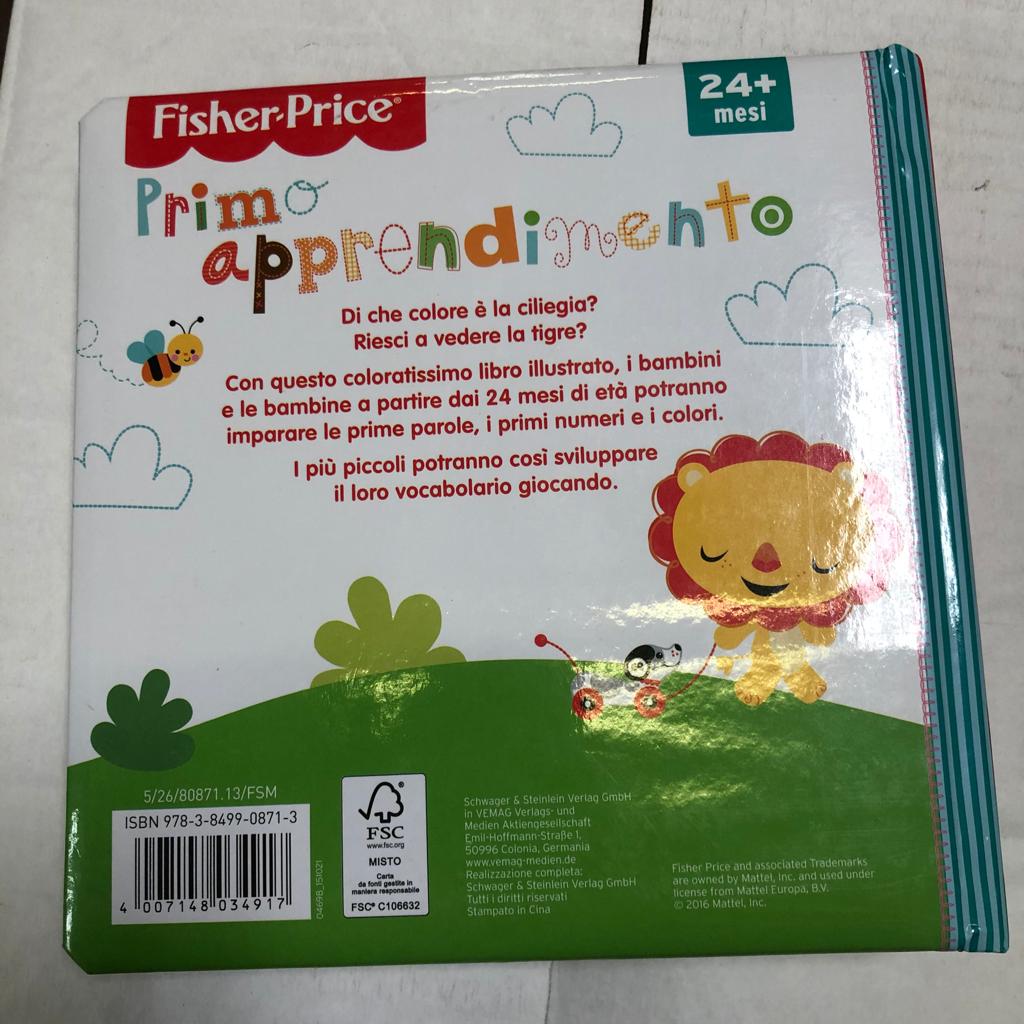 Fisher-Price®
24+
mesi
Primo
apprendimento
Di che colore è la ciliegia?
Riesci a vedere la tigre?
Con questo coloratissimo libro illustrato, i bambini
e le bambine a partire dai 24 mesi di età potranno
imparare le prime parole, i primi numeri e i colori.
I più piccoli potranno così sviluppare
il loro vocabolario giocando.
5/26/80871.13/FSM
ISBN 978-3-8499-0871-3
4 007148 034917
04698_151021
FSC
www.fsc.org
MISTO
Carta
da fonti gestite in
maniera responsabile
FSC® C106632
Schwager & Steinlein Verlag GmbH
in VEMAG Verlags- und
Medien Aktiengesellschaft
Emil-Hoffmann-Straße 1,
50996 Colonia, Germania
www.vemag-medien.de
Realizzazione completa:
Schwager & Steinlein Verlag GmbH
Tutti i diritti riservati
Stampato in Cina
Fisher Price and associated Trademarks
are owned by Mattel, Inc. and used under
license from Mattel Europa, B.V.
© 2016 Mattel, Inc.